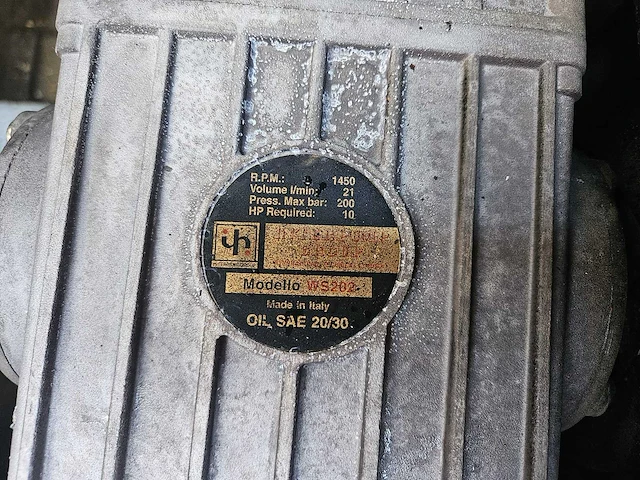 R.P.M.: 1450
Volume l/min: 21
Press. Max bar: 200
HP Required: 10
Modello WS202
Made in Italy
OIL SAE 20/30